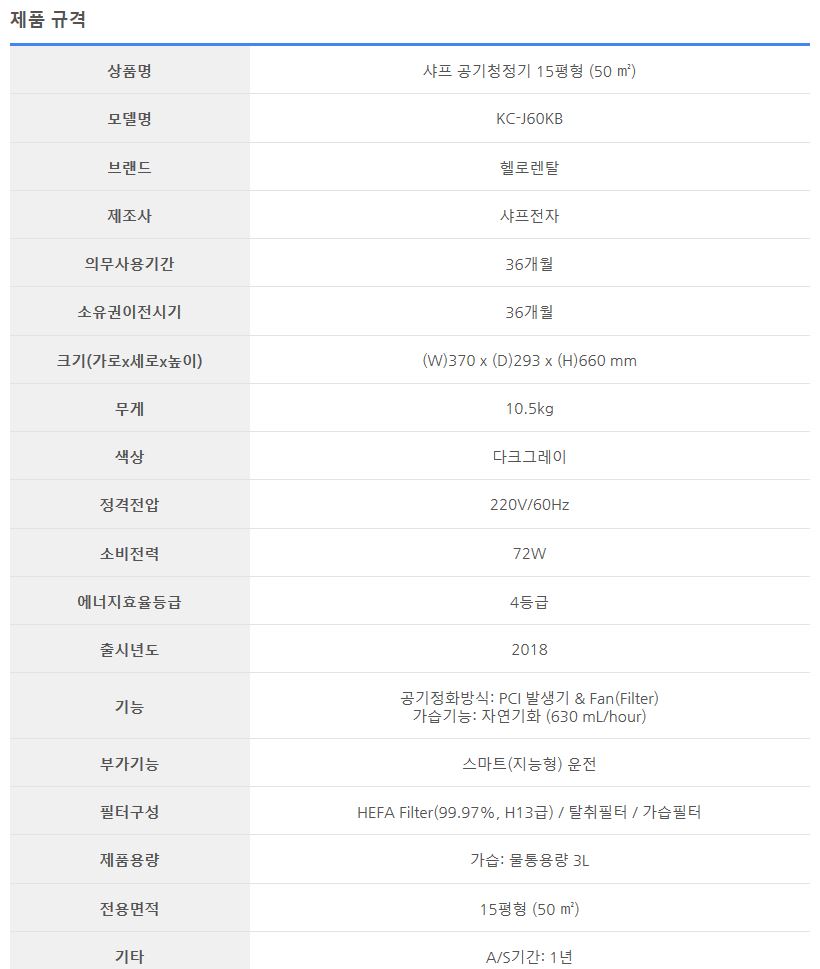 제품 규격
상품명 샤프 공기청정기 15평형 (50 ㎡)
모델명 KC-J60KB
브랜드 헬로렌탈
제조사 샤프전자
의무사용기간 36개월
소유권이전시기 36개월
크기(가로x세로x높이) (W)370 x (D)293 x (H)660 mm
무게 10.5kg
색상 다크그레이
정격전압 220V/60Hz
소비전력 72W
에너지효율등급 4등급
출시년도 2018
기능 공기정화방식: PCI 발생기 & Fan(Filter)
가습기능: 자연기화 (630 mL/hour)
부가기능 스마트(지능형) 운전
필터구성 HEFA Filter(99.97%, H13급) / 탈취필터 / 가습필터
제품용량 가습: 물통용량 3L
전용면적 15평형 (50 ㎡)
기타 A/S기간: 1년